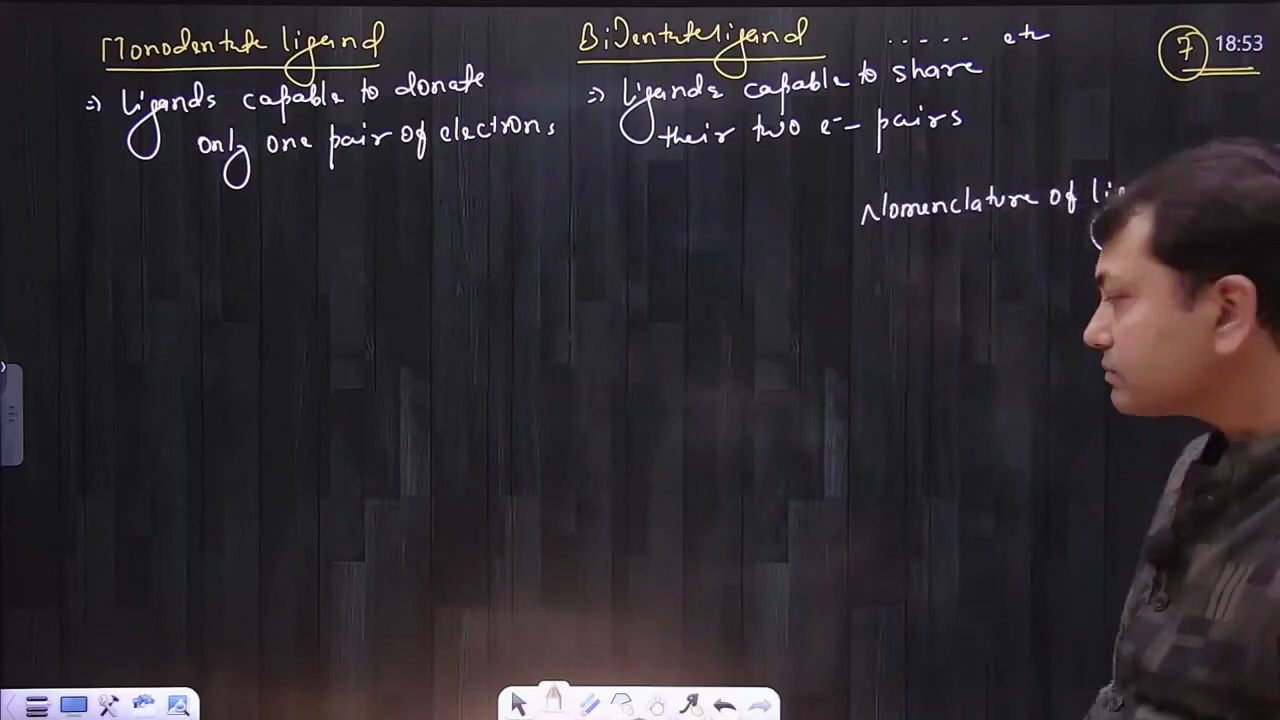 Monodentate ligand
BiDentate ligand ..... etc
7 18:53
=> Ligands capable to donate
only one pair of electrons
=> Ligands capable to share
their two e– pairs
Nomenclature of